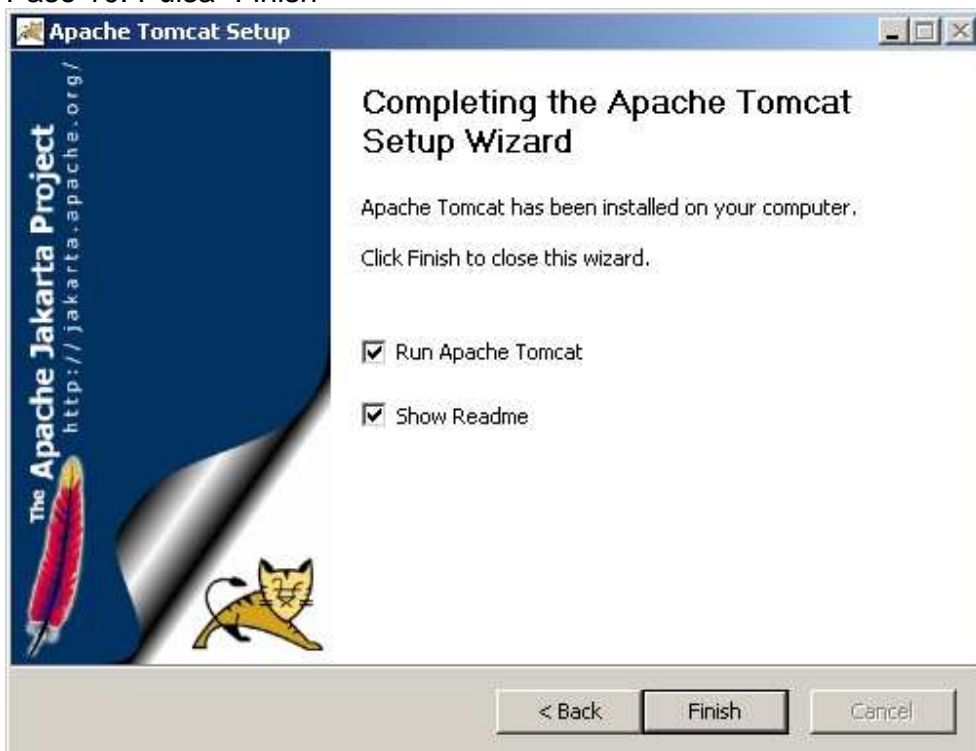 Apache Tomcat Setup
The Apache Jakarta Project
http://jakarta.apache.org/
Completing the Apache Tomcat
Setup Wizard
Apache Tomcat has been installed on your computer.
Click Finish to close this wizard.
Run Apache Tomcat
Show Readme
< Back
Finish
Cancel